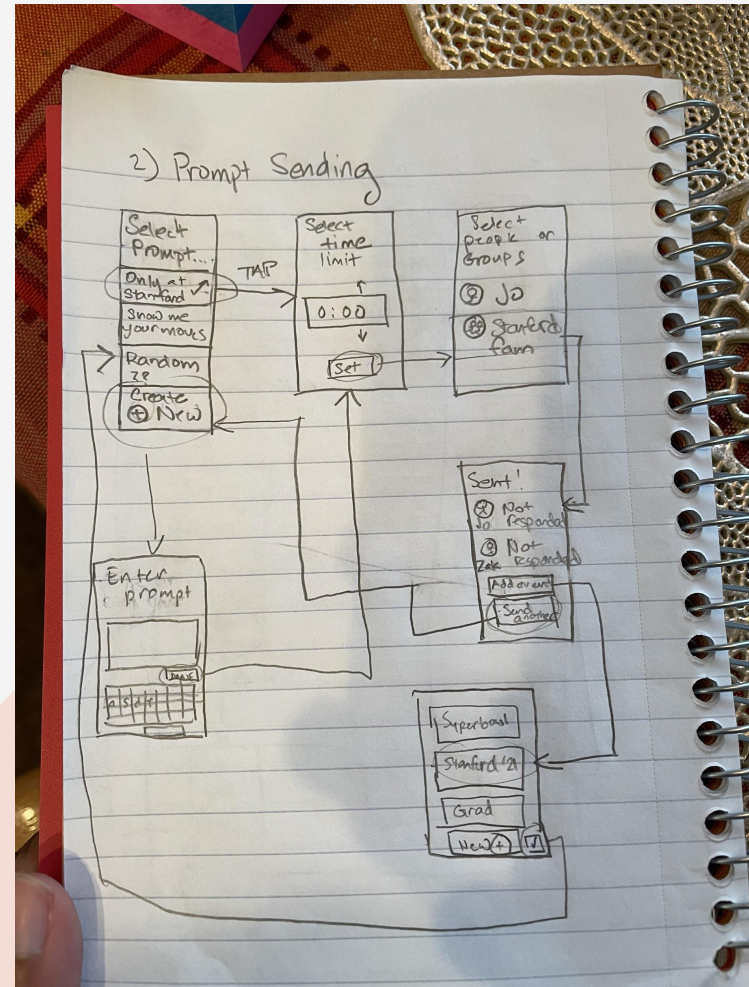 2) Prompt Sending
Select
Prompt....
Only at
Stanford
Show me
your moves
Random
Create
+ New
TAP
Select
time
limit
0:00
Set
Select
people or
Groups
Jo
Stanford
fam
Sent!
Not
Jo responded
Not
Zak responded
Add event
Send
another
Enter
prompt
DONE
a s d f
Superbowl
Stanford '21
Grad
New +